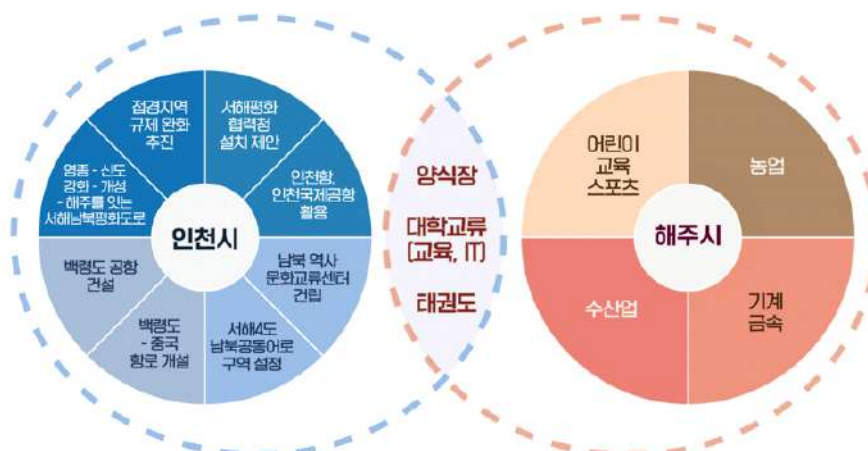 접경지역
규제 완화
추진
서해평화
협력청
설치 제안
인천항,
인천국제공항
활용
남북 역사
문화교류센터
건립
서해4도
남북공동어로
구역 설정
백령도
- 중국
항로 개설
백령도 공항
건설
영종 - 신도
강화 - 개성
- 해주를 잇는
서해남북평화도로
인천시
양식장
대학교류
(교육, IT)
태권도
어린이
교육
스포츠
농업
기계
금속
수산업
해주시